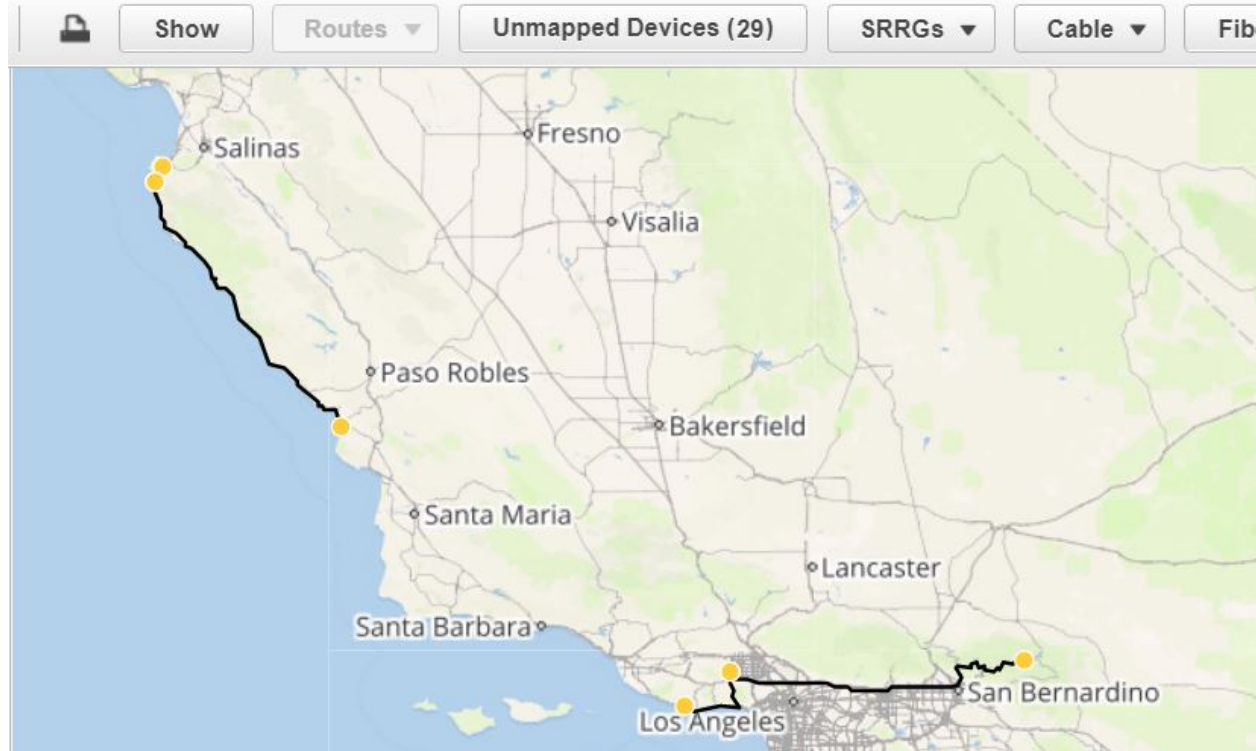 Show
Routes
Unmapped Devices (29)
SRRGs
Cable
Fib
Salinas
Fresno
Visalia
Paso Robles
Bakersfield
Santa Maria
Lancaster
Santa Barbara
San Bernardino
Los Angeles